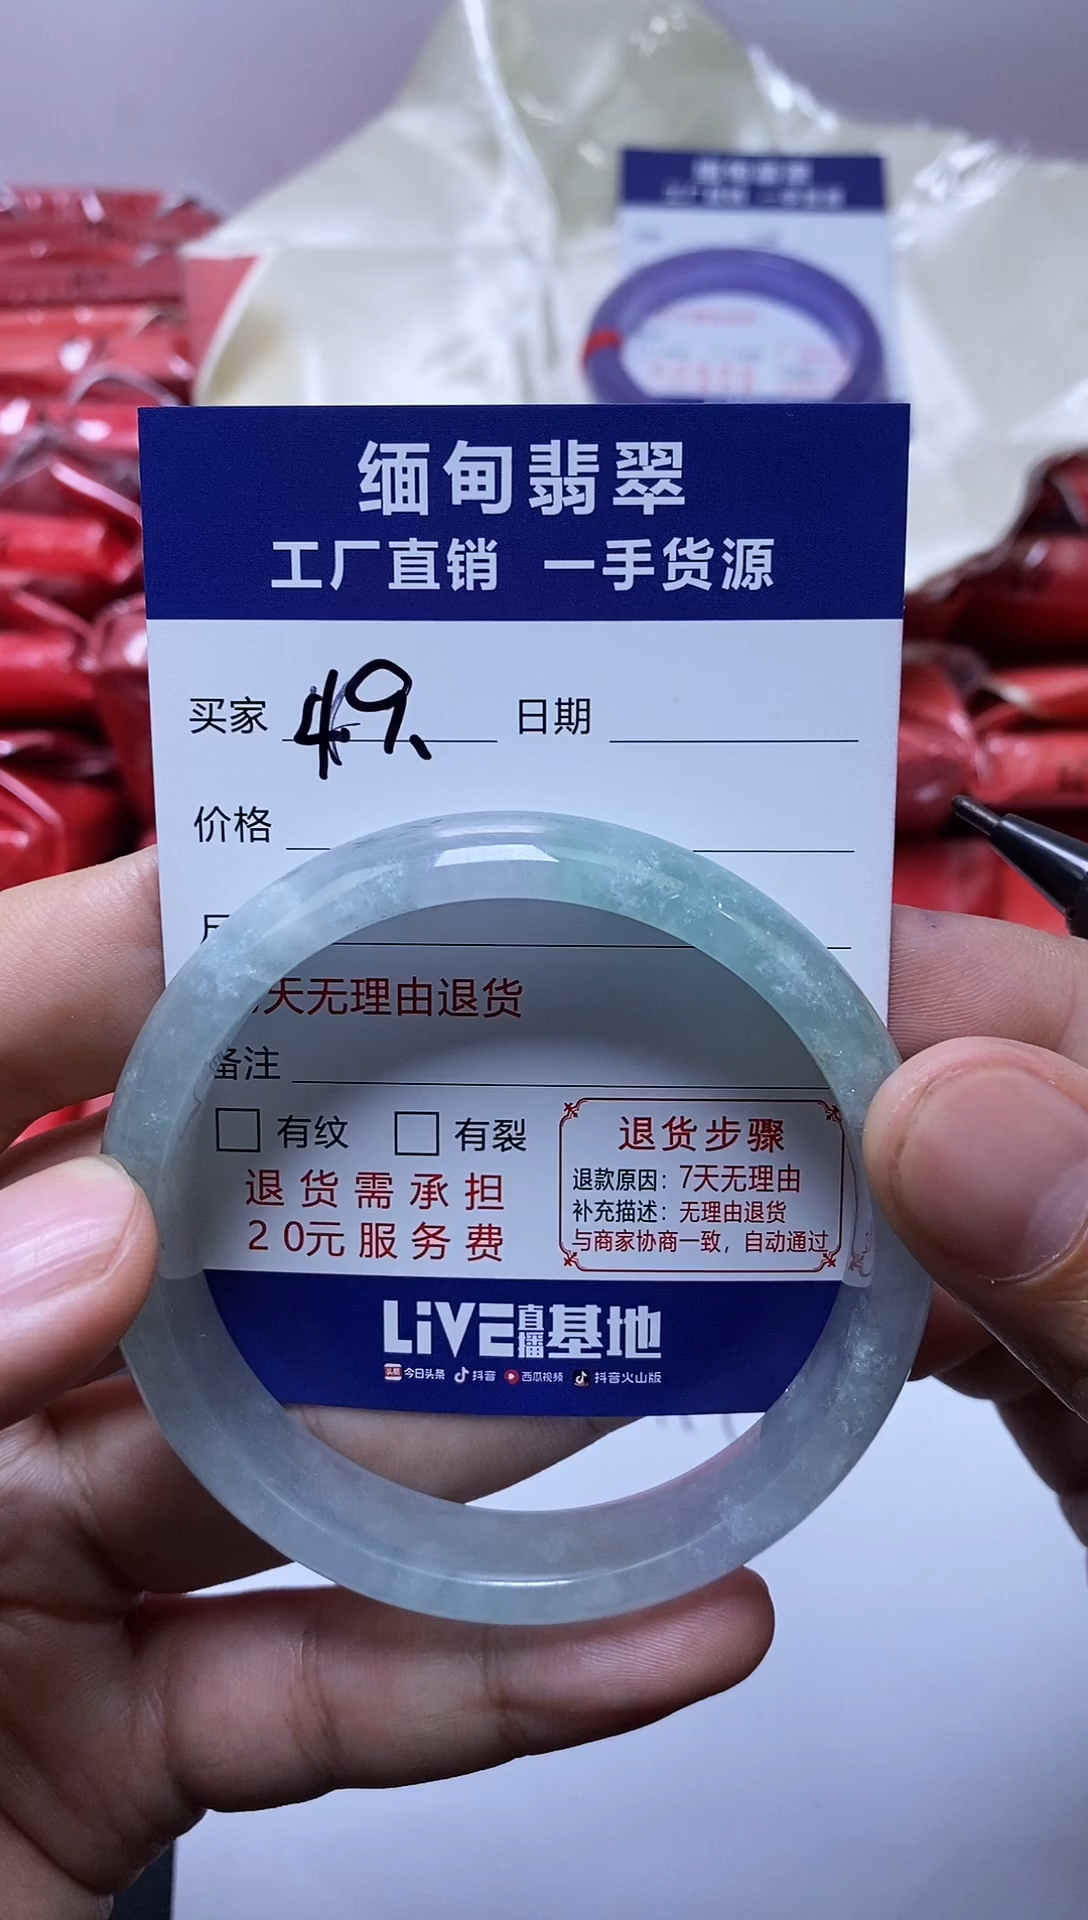 缅甸翡翠
工厂直销 一手货源
买家 49、 日期
价格
天无理由退货
备注
有纹 有裂
退货需承担
20元服务费
退货步骤
退款原因：7天无理由
补充描述：无理由退货
与商家协商一致，自动通过
LiVE直播基地
头条 今日头条 抖音 西瓜视频 抖音火山版